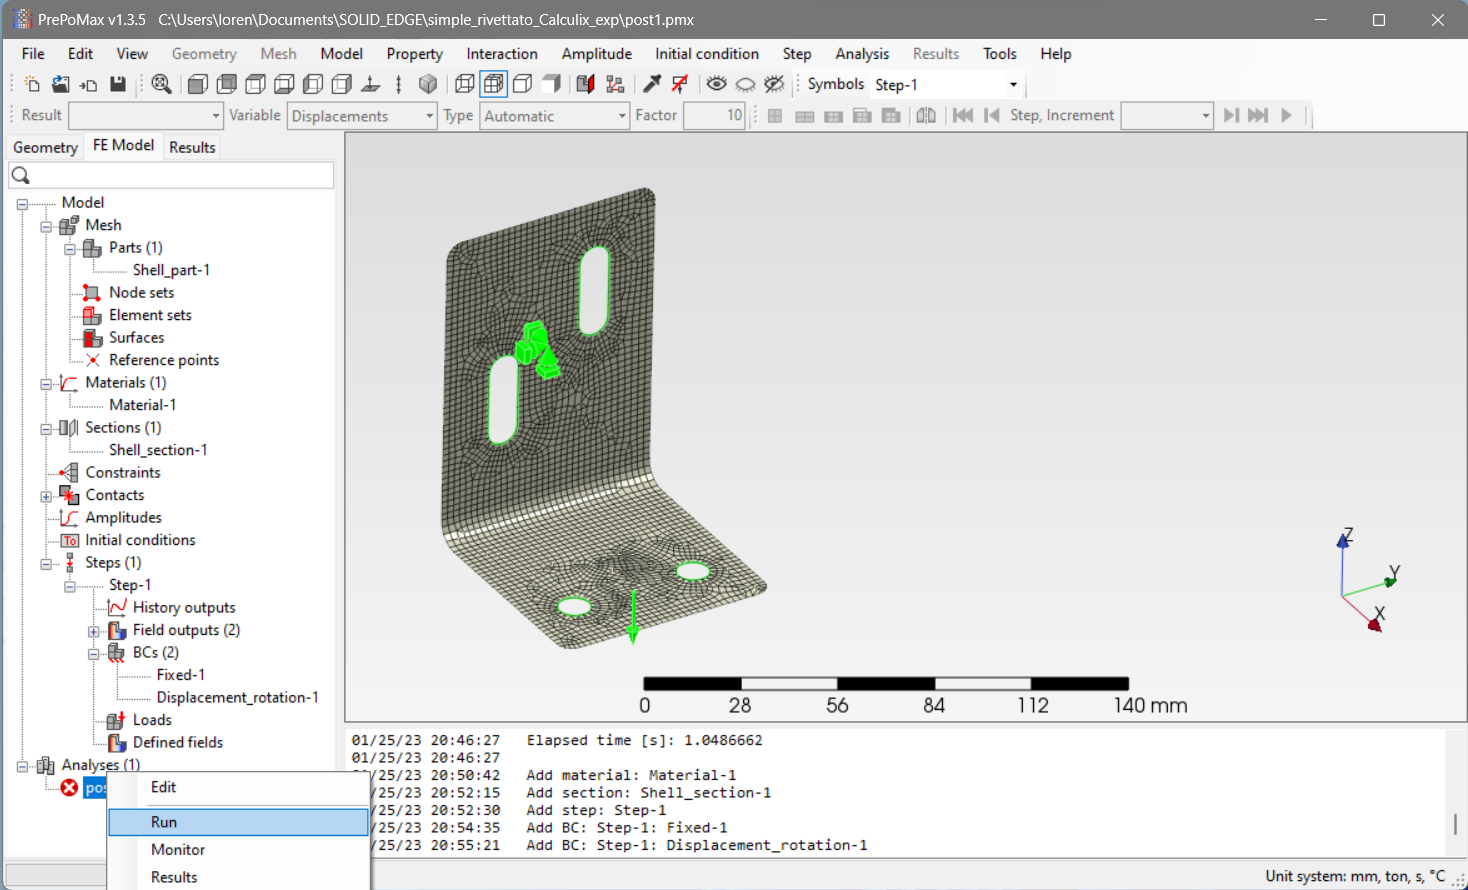 PrePoMax v1.3.5   C:\Users\loren\Documents\SOLID_EDGE\simple_rivettato_Calculix_exp\post1.pmx
File Edit View Geometry Mesh Model Property Interaction Amplitude Initial condition Step Analysis Results Tools Help
Symbols Step-1
Result Variable Displacements Type Automatic Factor 10 Step, Increment
Geometry FE Model Results
Model
Mesh
Parts (1)
Shell_part-1
Node sets
Element sets
Surfaces
Reference points
Materials (1)
Material-1
Sections (1)
Shell_section-1
Constraints
Contacts
Amplitudes
Initial conditions
Steps (1)
Step-1
History outputs
Field outputs (2)
BCs (2)
Fixed-1
Displacement_rotation-1
Loads
Defined fields
Analyses (1)
pos
Edit
Run
Monitor
Results
Z
Y
X
0 28 56 84 112 140 mm
01/25/23 20:46:27   Elapsed time [s]: 1.0486662
01/25/23 20:46:27
/25/23 20:50:42   Add material: Material-1
/25/23 20:52:15   Add section: Shell_section-1
/25/23 20:52:30   Add step: Step-1
/25/23 20:54:35   Add BC: Step-1: Fixed-1
/25/23 20:55:21   Add BC: Step-1: Displacement_rotation-1
Unit system: mm, ton, s, °C